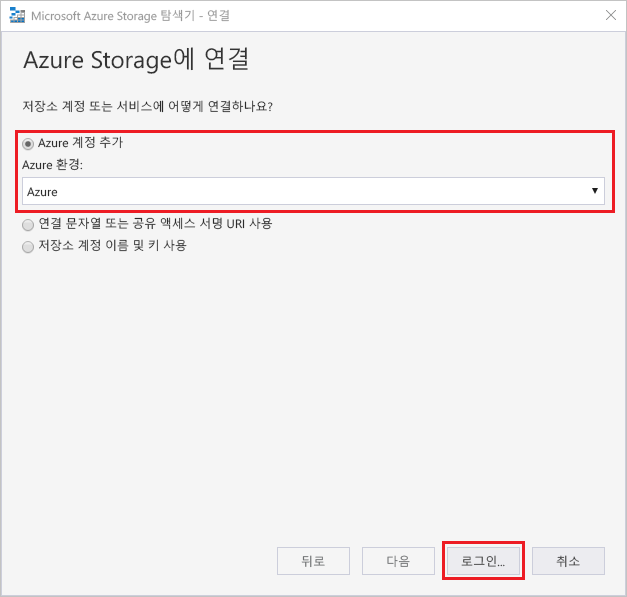 Microsoft Azure Storage 탐색기 - 연결
Azure Storage에 연결
저장소 계정 또는 서비스에 어떻게 연결하나요?
Azure 계정 추가
Azure 환경:
Azure
연결 문자열 또는 공유 액세스 서명 URI 사용
저장소 계정 이름 및 키 사용
뒤로 다음 로그인... 취소